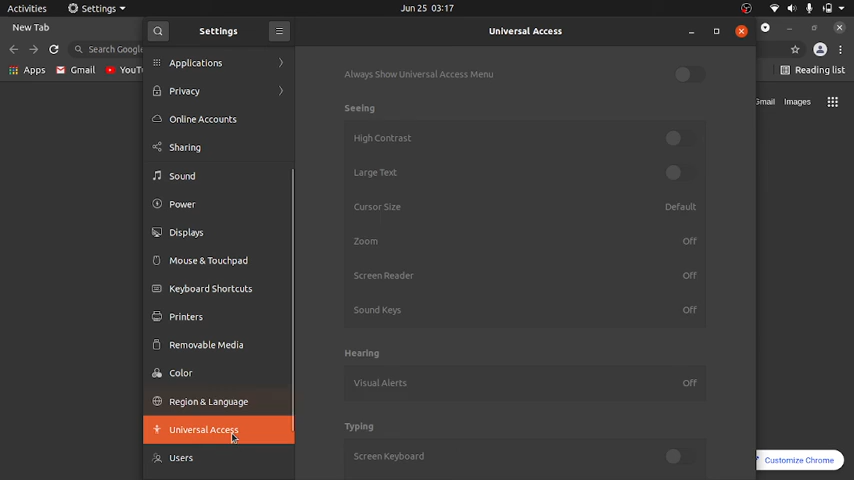 Activities
Settings
Jun 25 03:17
New Tab
Search Google
Apps
Gmail
YouT
Reading list
Gmail
Images
Customize Chrome
Settings
Universal Access
Applications
Privacy
Online Accounts
Sharing
Sound
Power
Displays
Mouse & Touchpad
Keyboard Shortcuts
Printers
Removable Media
Color
Region & Language
Universal Access
Users
Always Show Universal Access Menu
Seeing
High Contrast
Large Text
Cursor Size Default
Zoom Off
Screen Reader Off
Sound Keys Off
Hearing
Visual Alerts Off
Typing
Screen Keyboard